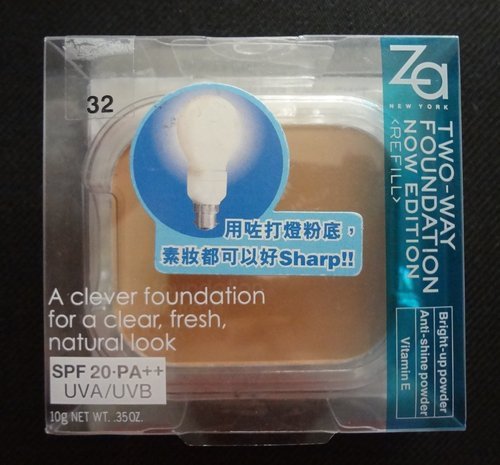 32
用咗打燈粉底，
素妝都可以好Sharp!!
A clever foundation
for a clear, fresh,
natural look
SPF 20·PA++
UVA/UVB
10g NET WT. .35OZ.
Za
NEW YORK
TWO-WAY
FOUNDATION
NOW EDITION
<REFILL>
Bright-up powder
Anti-shine powder
Vitamin E